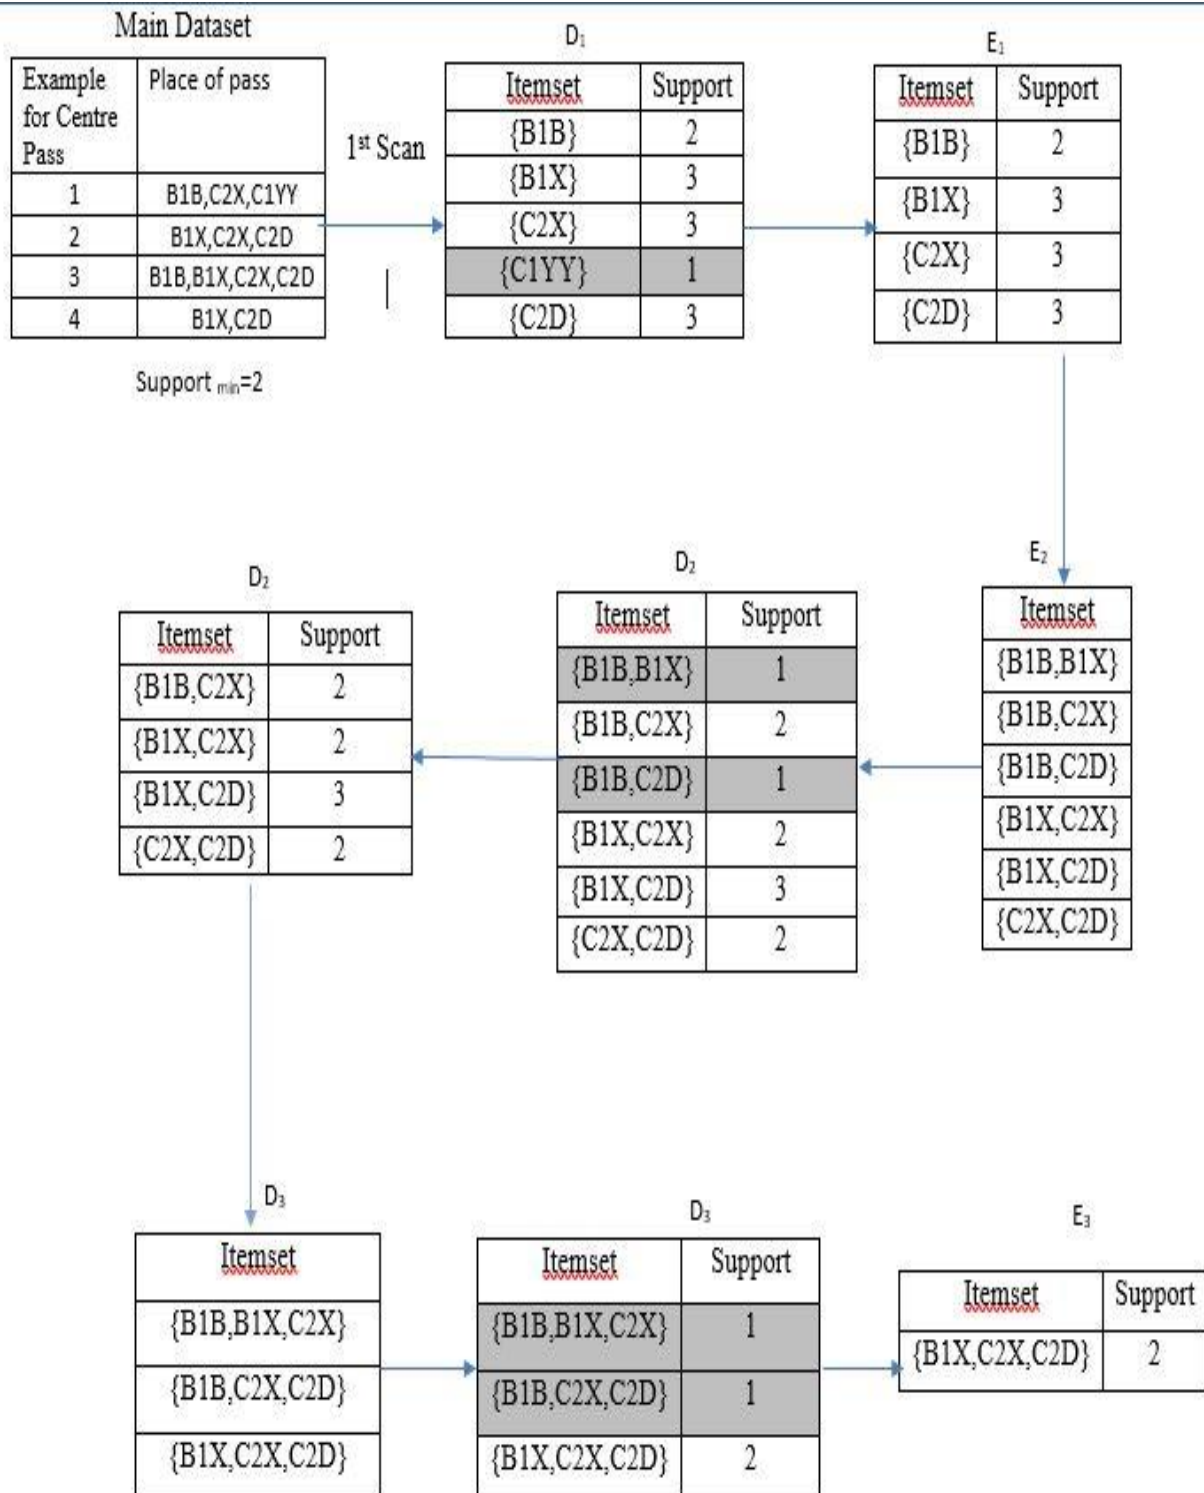 Main Dataset
Example for Centre Pass Place of pass
1 B1B,C2X,C1YY
2 B1X,C2X,C2D
3 B1B,B1X,C2X,C2D
4 B1X,C2D
Support min=2
1st Scan
D1
Itemset Support
{B1B} 2
{B1X} 3
{C2X} 3
{C1YY} 1
{C2D} 3
E1
Itemset Support
{B1B} 2
{B1X} 3
{C2X} 3
{C2D} 3
E2
Itemset
{B1B,B1X}
{B1B,C2X}
{B1B,C2D}
{B1X,C2X}
{B1X,C2D}
{C2X,C2D}
D2
Itemset Support
{B1B,B1X} 1
{B1B,C2X} 2
{B1B,C2D} 1
{B1X,C2X} 2
{B1X,C2D} 3
{C2X,C2D} 2
D2
Itemset Support
{B1B,C2X} 2
{B1X,C2X} 2
{B1X,C2D} 3
{C2X,C2D} 2
D3
Itemset
{B1B,B1X,C2X}
{B1B,C2X,C2D}
{B1X,C2X,C2D}
D3
Itemset Support
{B1B,B1X,C2X} 1
{B1B,C2X,C2D} 1
{B1X,C2X,C2D} 2
E3
Itemset Support
{B1X,C2X,C2D} 2